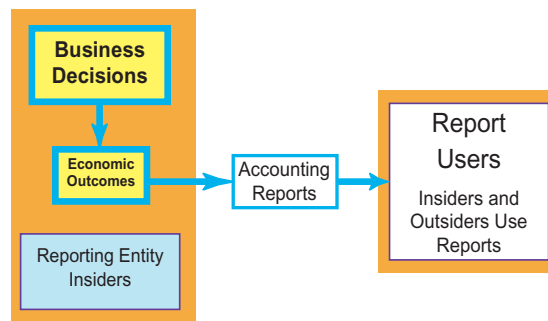 Business
Decisions
Economic
Outcomes
Reporting Entity
Insiders
Accounting
Reports
Report
Users
Insiders and
Outsiders Use
Reports